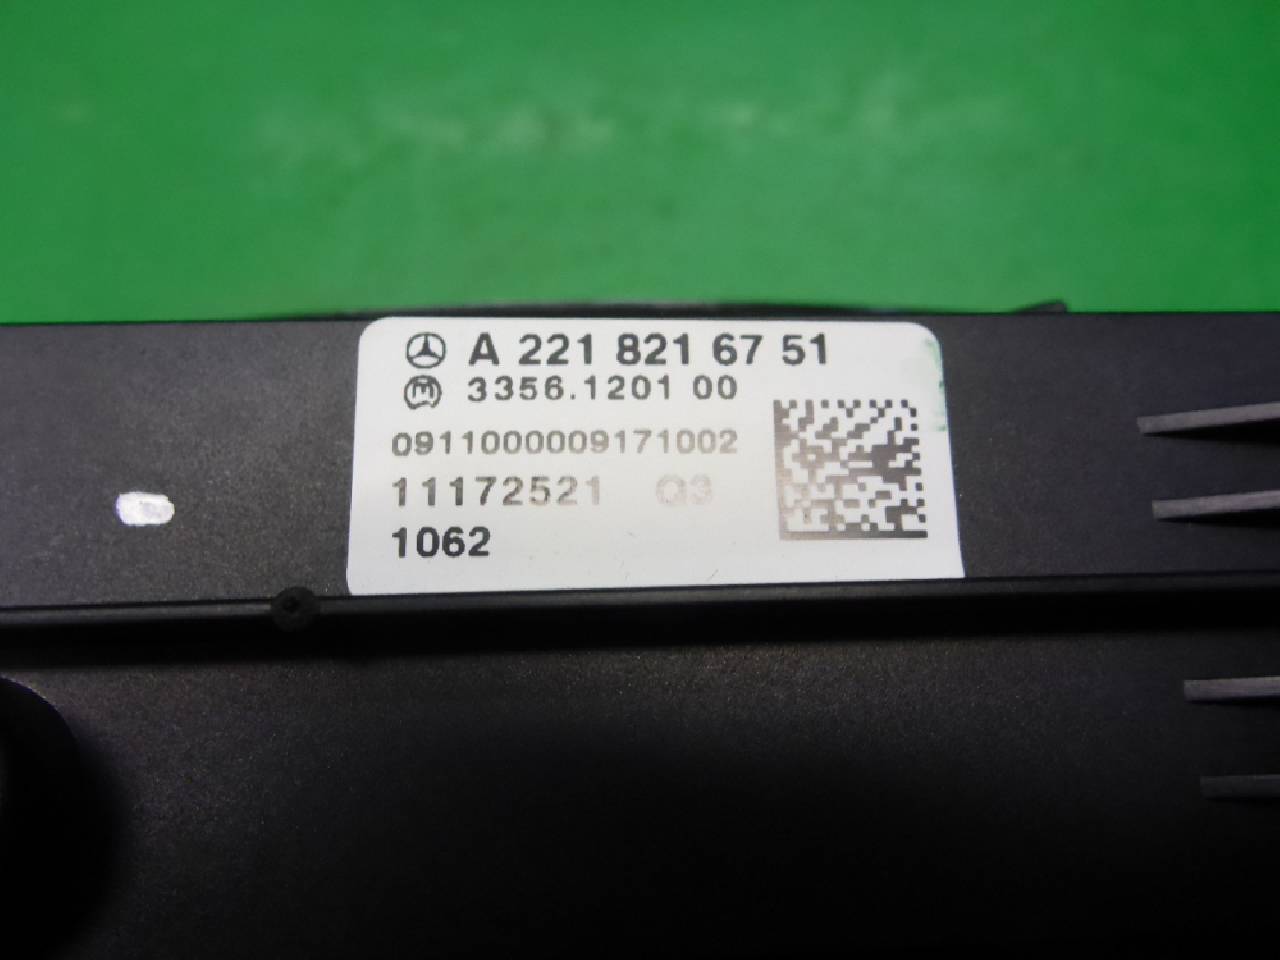 A 221 821 67 51
M 3356.1201 00
0911000009171002
11172521 Q3
1062